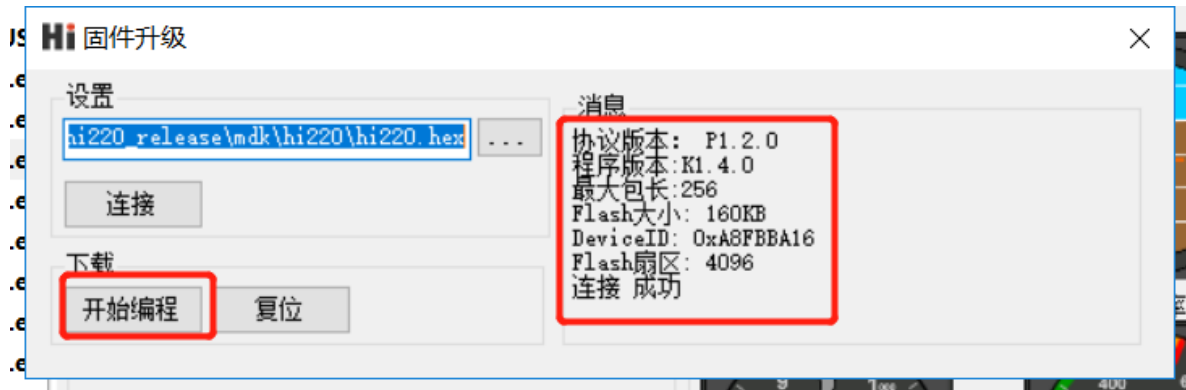 Hi 固件升级
设置
hi220_release\mdk\hi220\hi220.hex
...
连接
下载
开始编程
复位
消息
协议版本: P1.2.0
程序版本:K1.4.0
最大包长:256
Flash大小: 160KB
DeviceID: 0xA8FBBA16
Flash扇区: 4096
连接 成功
9
400